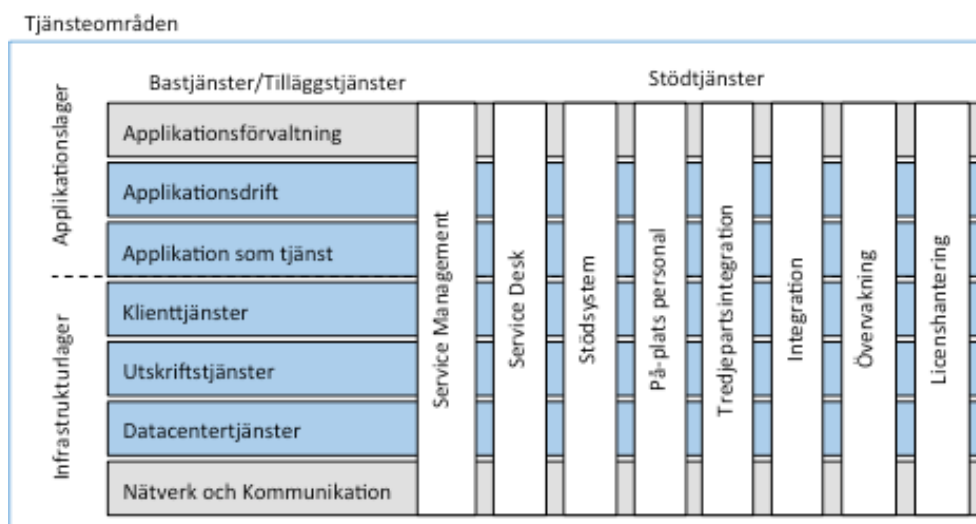 Tjänsteområden
Bastjänster/Tilläggstjänster
Stödtjänster
Applikationslager
Applikationsförvaltning
Applikationsdrift
Applikation som tjänst
Infrastrukturlager
Klienttjänster
Utskriftstjänster
Datacentertjänster
Nätverk och Kommunikation
Service Management
Service Desk
Stödsystem
På-plats personal
Tredjepartsintegration
Integration
Övervakning
Licenshantering